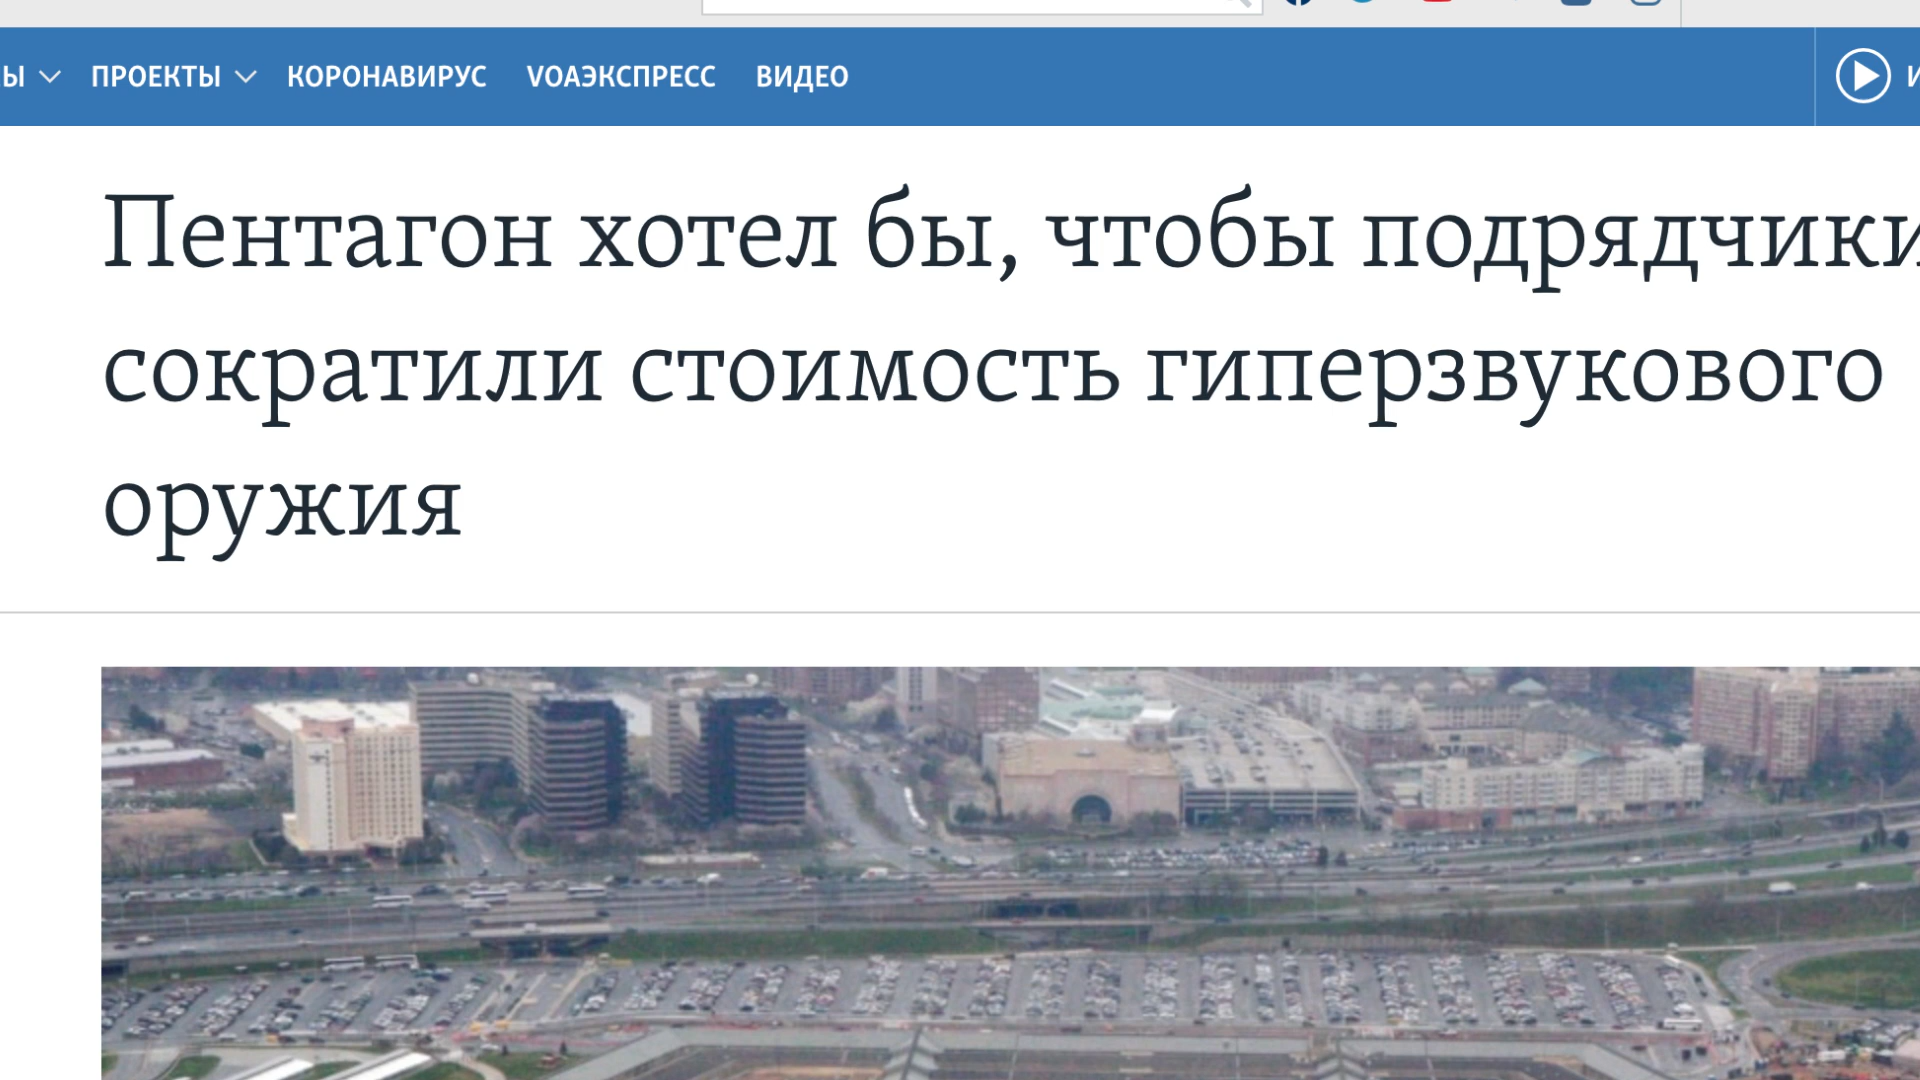 ПРОЕКТЫ КОРОНАВИРУС VOAЭКСПРЕСС ВИДЕО
Пентагон хотел бы, чтобы подрядчики
сократили стоимость гиперзвукового
оружия